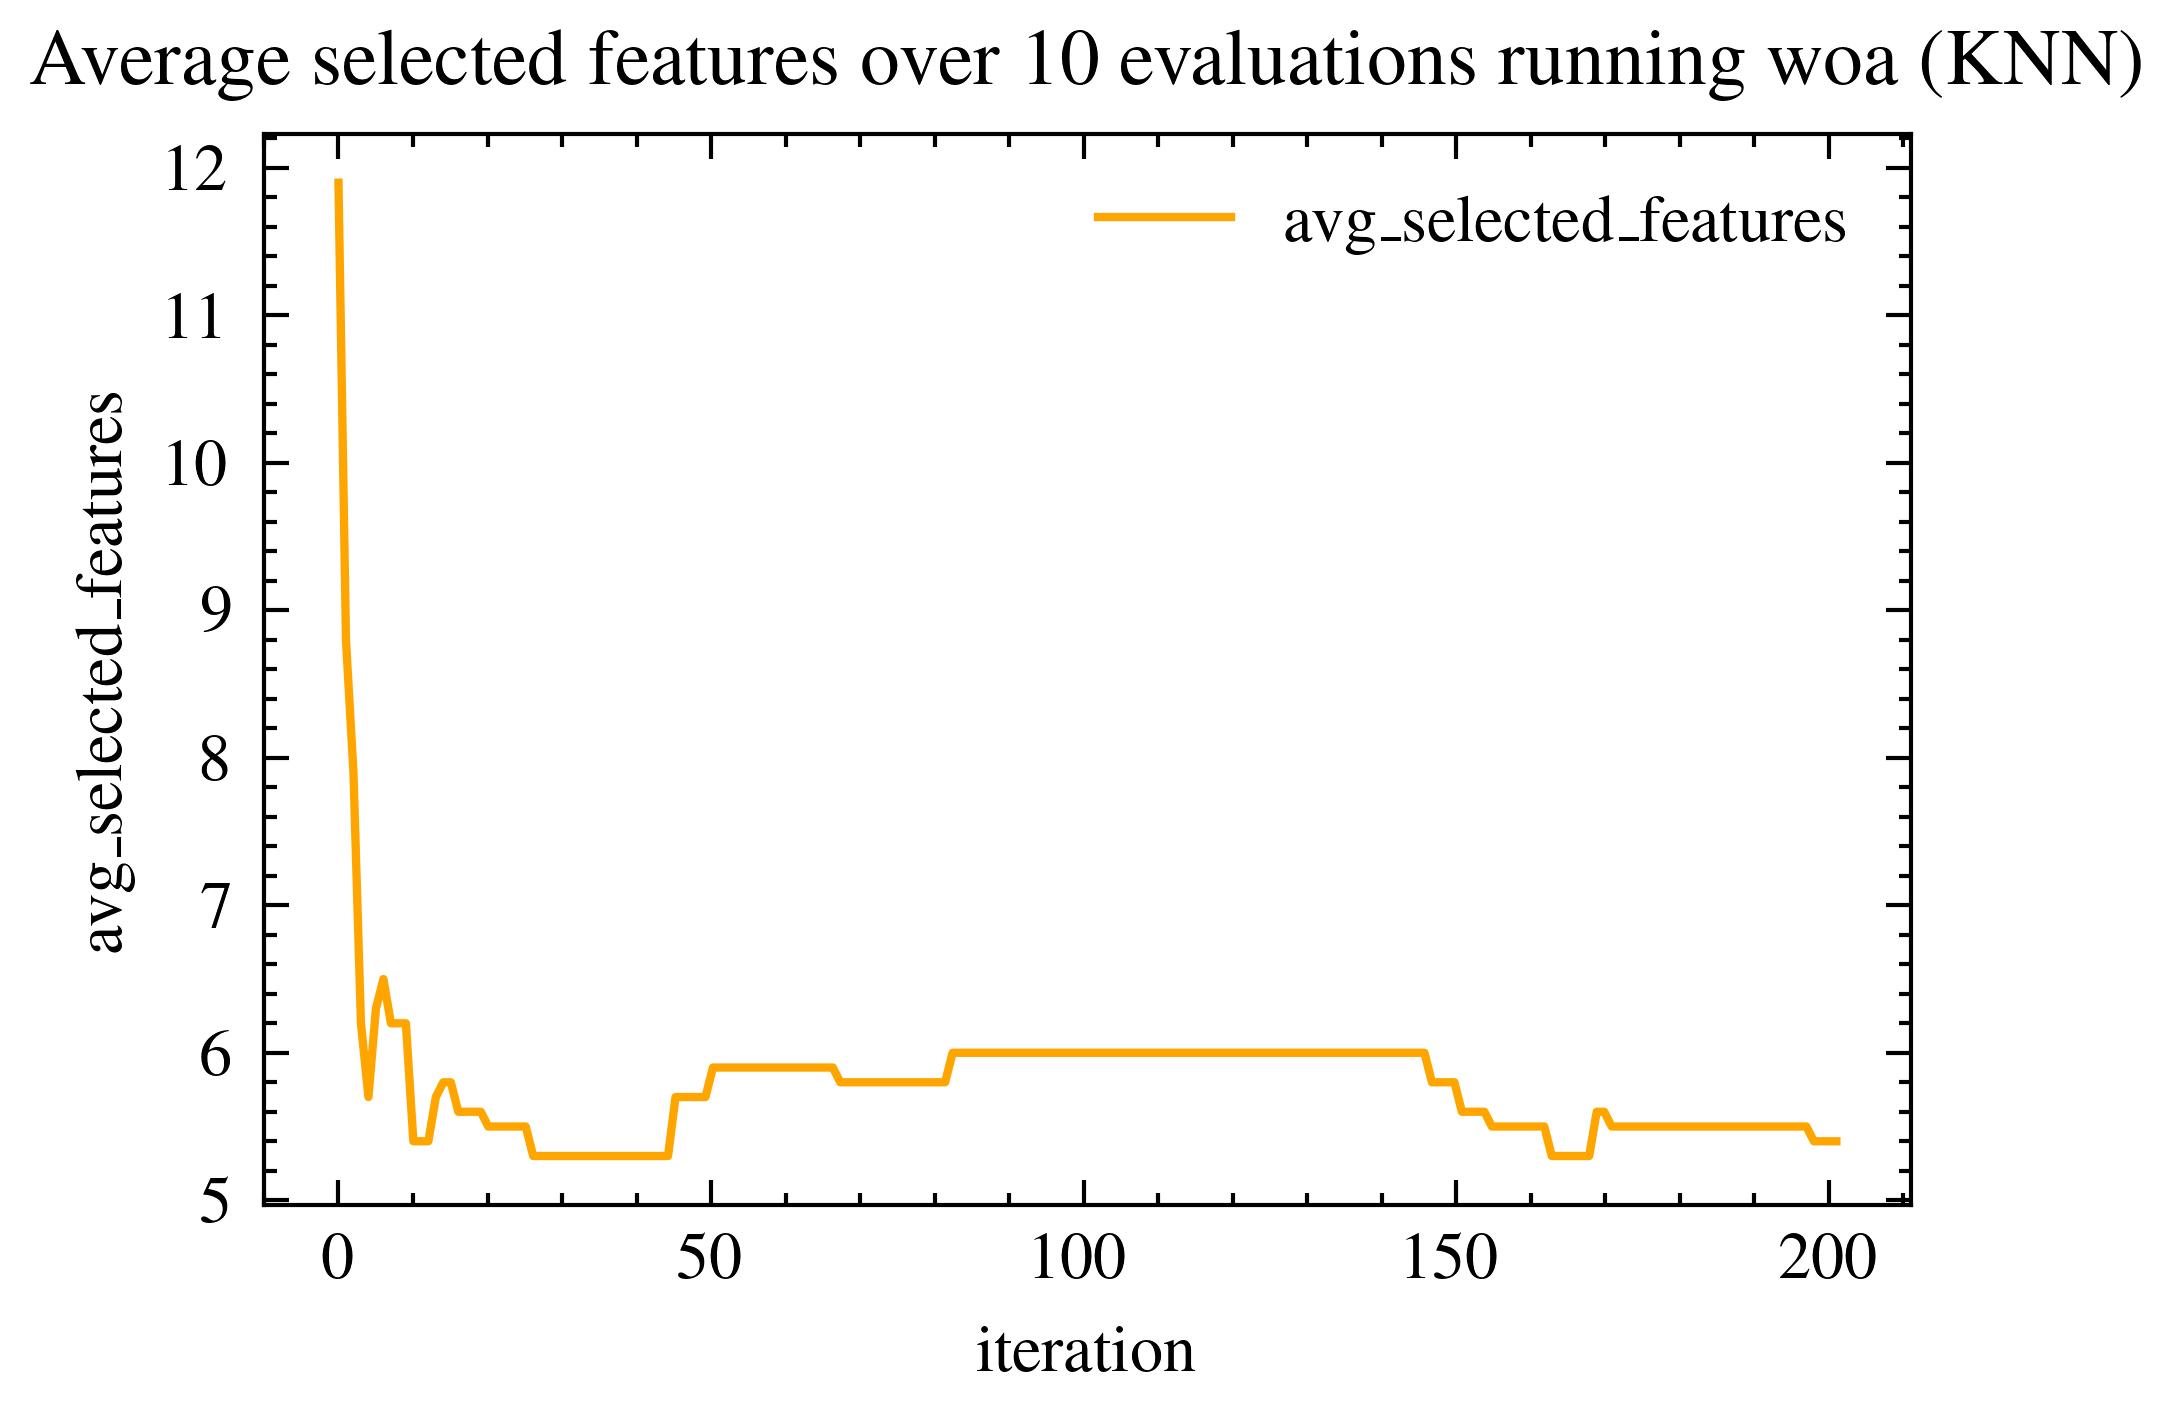 Average selected features over 10 evaluations running woa (KNN)
avg_selected_features
12
11
10
9
8
7
6
5
avg_selected_features
0 50 100 150 200
iteration